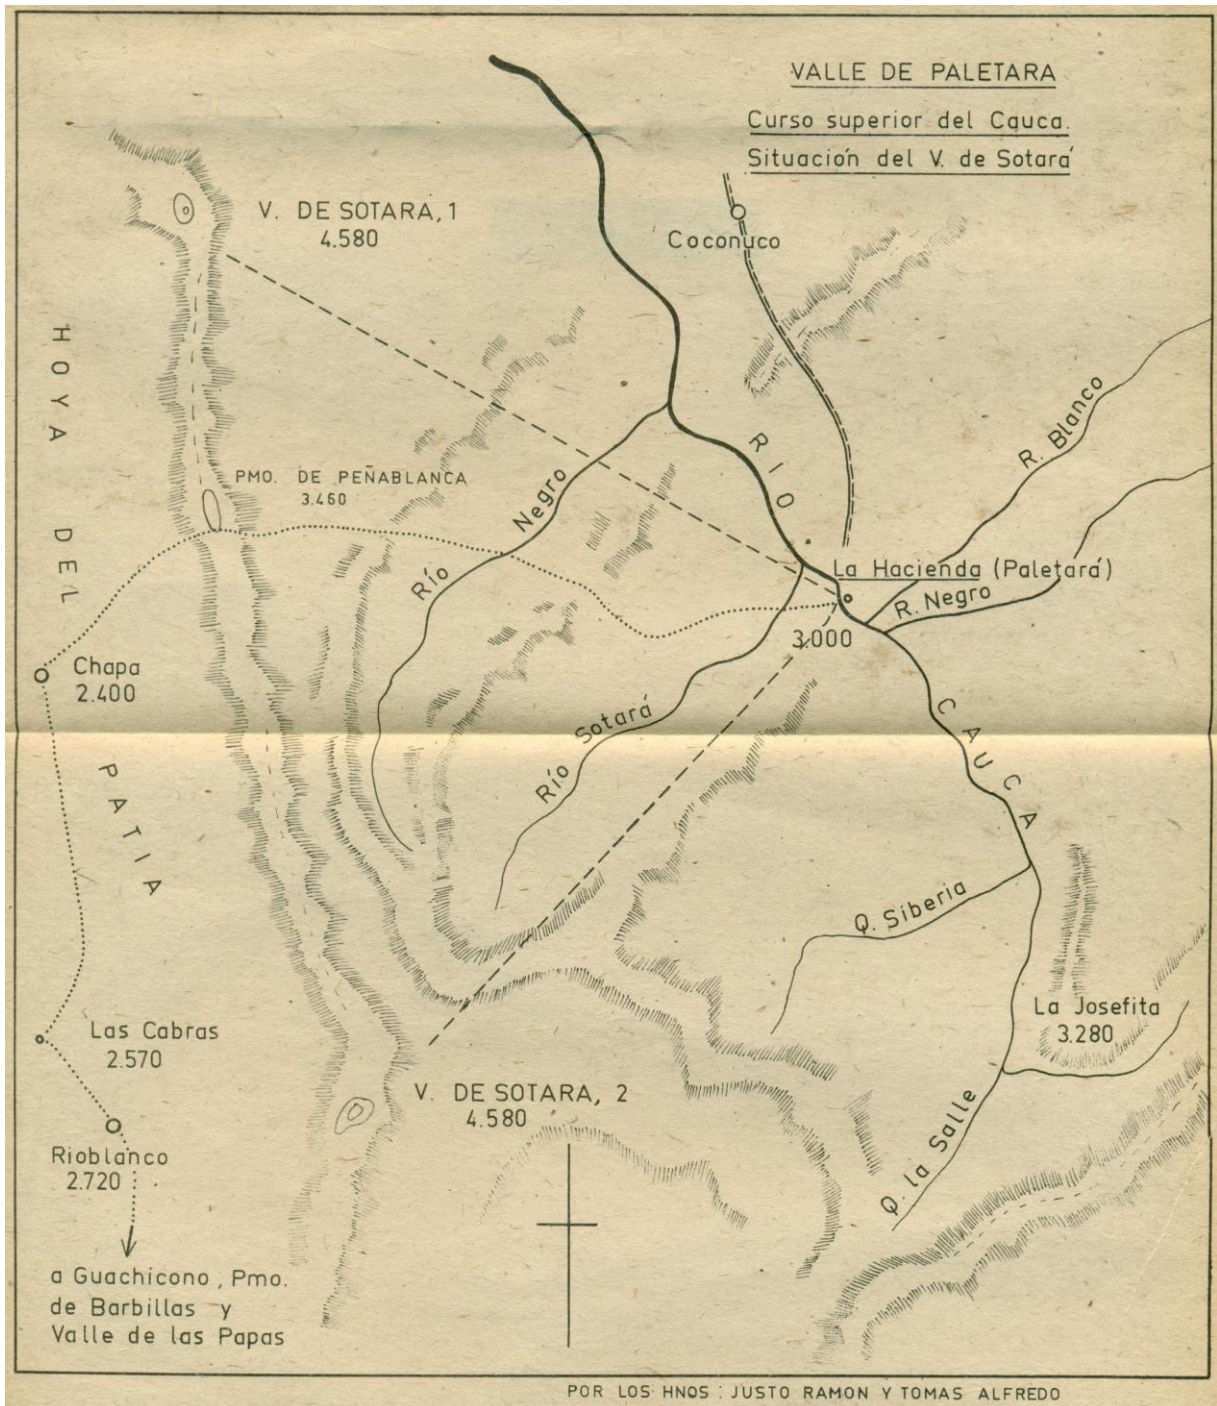 VALLE DE PALETARA
Curso superior del Cauca.
Situación del V. de Sotará
V. DE SOTARA, 1
4.580
Coconuco
HOYA DEL PATIA
R. Blanco
RIO CAUCA
PMO. DE PEÑABLANCA
3.460
Río Negro
La Hacienda (Paletará)
R. Negro
3.000
Chapa
2.400
Río Sotará
Q. Siberia
La Josefita
3.280
Las Cabras
2.570
V. DE SOTARA, 2
4.580
Q. la Salle
Rioblanco
2.720
a Guachicono, Pmo.
de Barbillas y
Valle de las Papas
POR LOS HNOS : JUSTO RAMON Y TOMAS ALFREDO